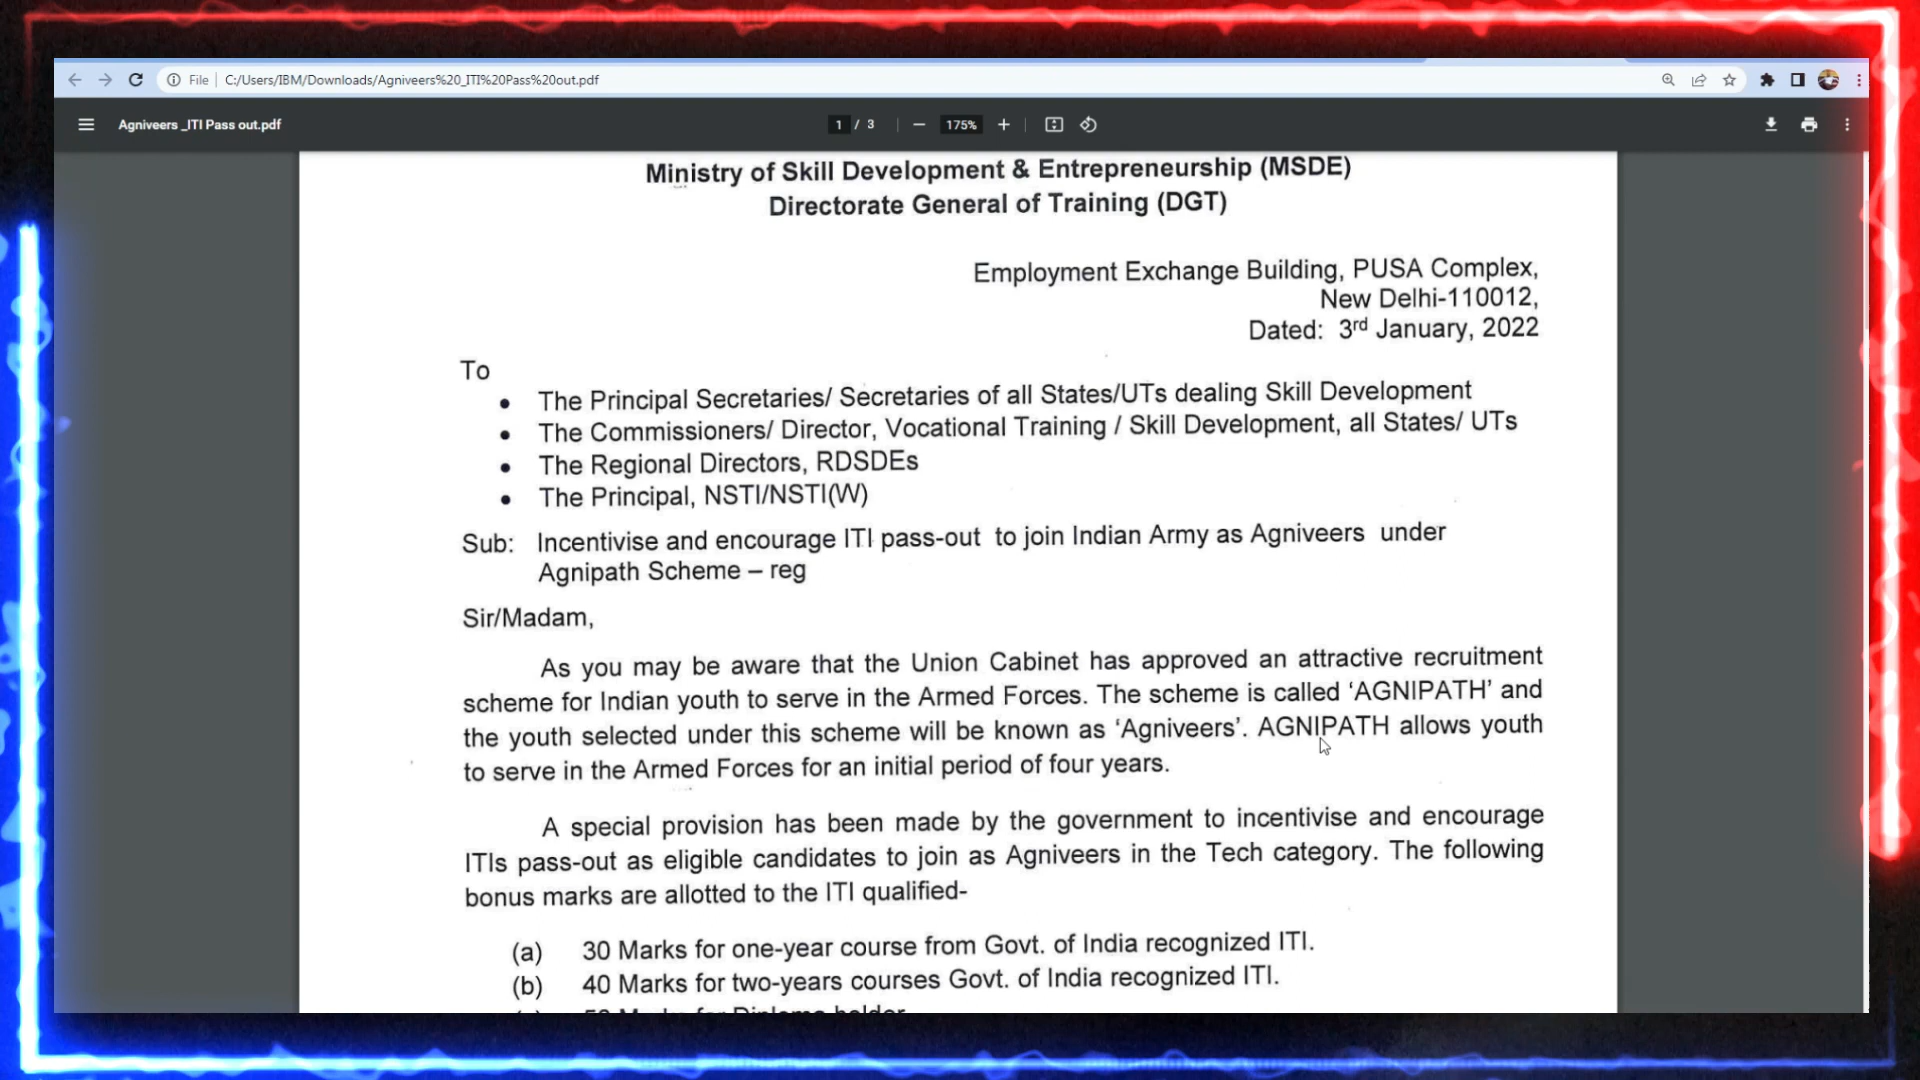 File
C:/Users/IBM/Downloads/Agniveers%20_ITI%20Pass%20out.pdf
Agniveers _ITI Pass out.pdf
1 / 3
175%
Ministry of Skill Development & Entrepreneurship (MSDE)
Directorate General of Training (DGT)
Employment Exchange Building, PUSA Complex,
New Delhi-110012,
Dated: 3rd January, 2022
To
• The Principal Secretaries/ Secretaries of all States/UTs dealing Skill Development
• The Commissioners/ Director, Vocational Training / Skill Development, all States/ UTs
• The Regional Directors, RDSDEs
• The Principal, NSTI/NSTI(W)
Sub: Incentivise and encourage ITI pass-out to join Indian Army as Agniveers under
Agnipath Scheme – reg
Sir/Madam,
As you may be aware that the Union Cabinet has approved an attractive recruitment
scheme for Indian youth to serve in the Armed Forces. The scheme is called ‘AGNIPATH’ and
the youth selected under this scheme will be known as ‘Agniveers’. AGNIPATH allows youth
to serve in the Armed Forces for an initial period of four years.
A special provision has been made by the government to incentivise and encourage
ITIs pass-out as eligible candidates to join as Agniveers in the Tech category. The following
bonus marks are allotted to the ITI qualified-
(a) 30 Marks for one-year course from Govt. of India recognized ITI.
(b) 40 Marks for two-years courses Govt. of India recognized ITI.
Marks for Diploma holder